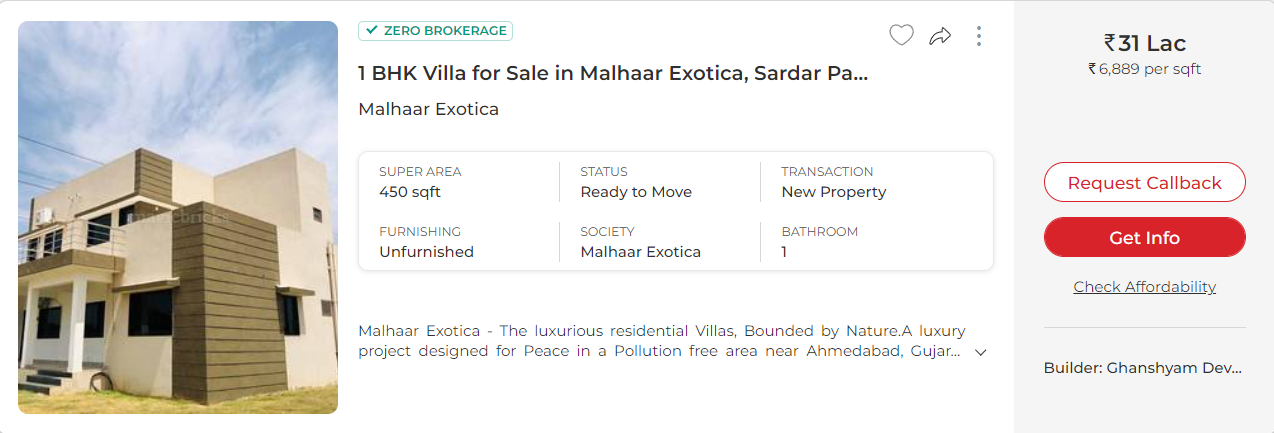 ZERO BROKERAGE
1 BHK Villa for Sale in Malhaar Exotica, Sardar Pa...
Malhaar Exotica
SUPER AREA
450 sqft
STATUS
Ready to Move
TRANSACTION
New Property
FURNISHING
Unfurnished
SOCIETY
Malhaar Exotica
BATHROOM
1
Malhaar Exotica - The luxurious residential Villas, Bounded by Nature.A luxury
project designed for Peace in a Pollution free area near Ahmedabad, Gujar...
₹31 Lac
₹6,889 per sqft
Request Callback
Get Info
Check Affordability
Builder: Ghanshyam Dev...